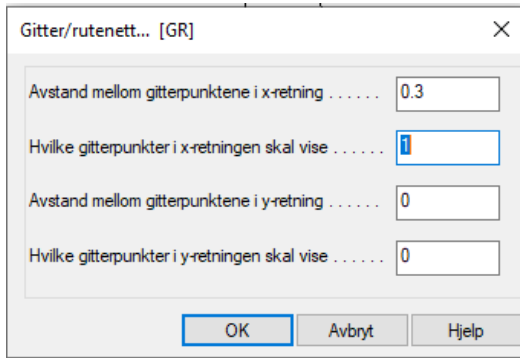 Gitter/rutenett... [GR]
Avstand mellom gitterpunktene i x-retning . . . . . . 0.3
Hvilke gitterpunkter i x-retningen skal vise . . . . . . 1
Avstand mellom gitterpunktene i y-retning . . . . . . 0
Hvilke gitterpunkter i y-retningen skal vise . . . . . . 0
OK Avbryt Hjelp